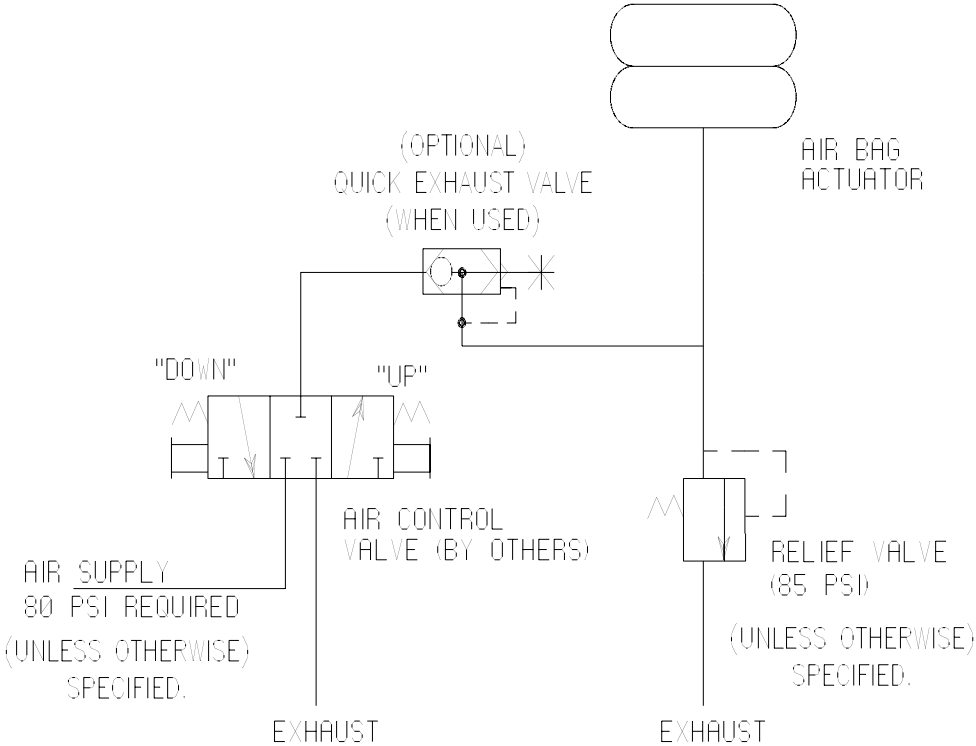 (OPTIONAL)
QUICK EXHAUST VALVE
(WHEN USED)
AIR BAG
ACTUATOR
"DOWN"
"UP"
AIR CONTROL
VALVE (BY OTHERS)
AIR SUPPLY
80 PSI REQUIRED
(UNLESS OTHERWISE)
SPECIFIED.
RELIEF VALVE
(85 PSI)
(UNLESS OTHERWISE)
SPECIFIED.
EXHAUST
EXHAUST